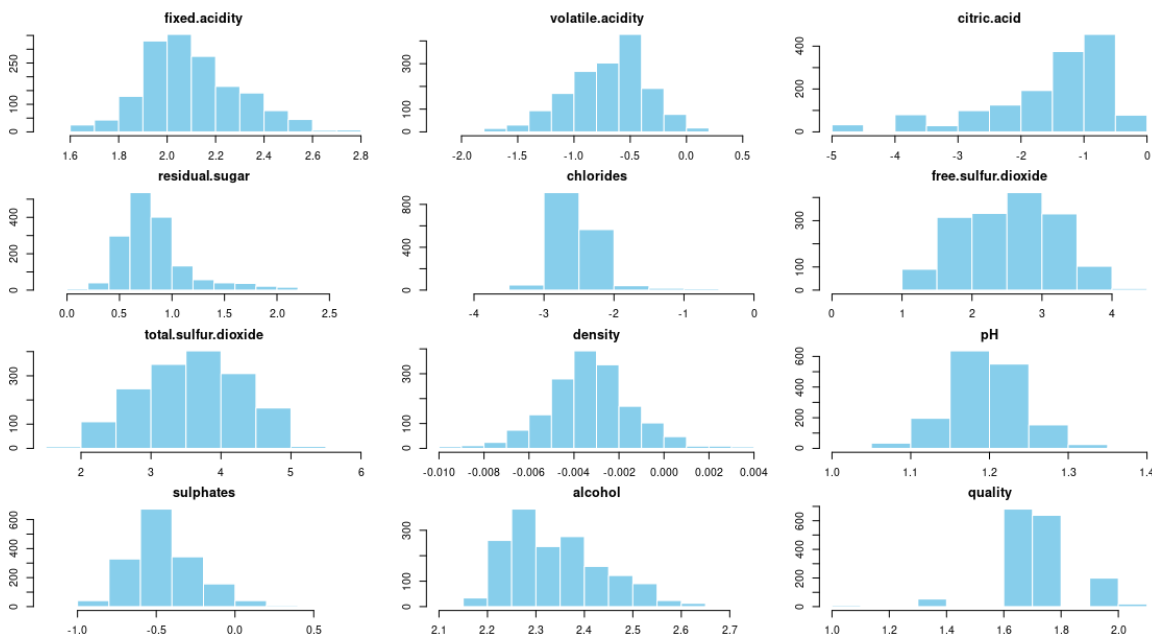 fixed.acidity
0 100 250
1.6 1.8 2.0 2.2 2.4 2.6 2.8
volatile.acidity
0 100 300
-2.0 -1.5 -1.0 -0.5 0.0 0.5
citric.acid
0 200 400
-5 -4 -3 -2 -1 0
residual.sugar
0 200 400
0.0 0.5 1.0 1.5 2.0 2.5
chlorides
0 400 800
-4 -3 -2 -1 0
free.sulfur.dioxide
0 100 300
0 1 2 3 4
total.sulfur.dioxide
0 100 300
2 3 4 5 6
density
0 100 300
-0.010 -0.008 -0.006 -0.004 -0.002 0.000 0.002 0.004
pH
0 200 400 600
1.0 1.1 1.2 1.3 1.4
sulphates
0 200 400 600
-1.0 -0.5 0.0 0.5
alcohol
0 100 300
2.1 2.2 2.3 2.4 2.5 2.6 2.7
quality
0 200 400 600
1.0 1.2 1.4 1.6 1.8 2.0